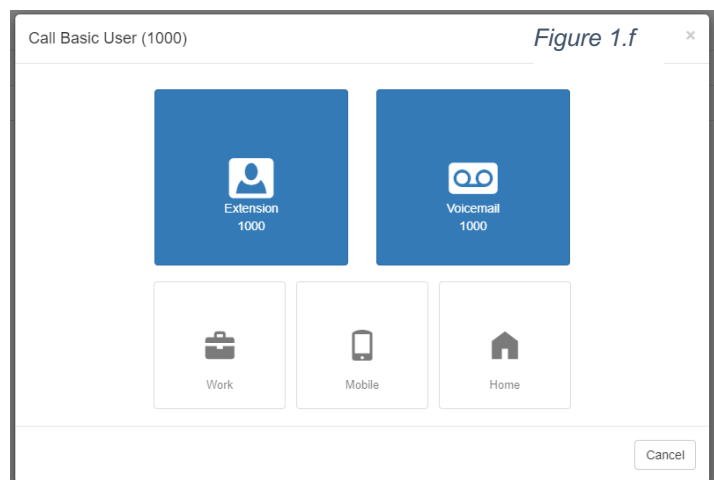 Call Basic User (1000)
Figure 1.f
×
Extension
1000
Voicemail
1000
Work
Mobile
Home
Cancel